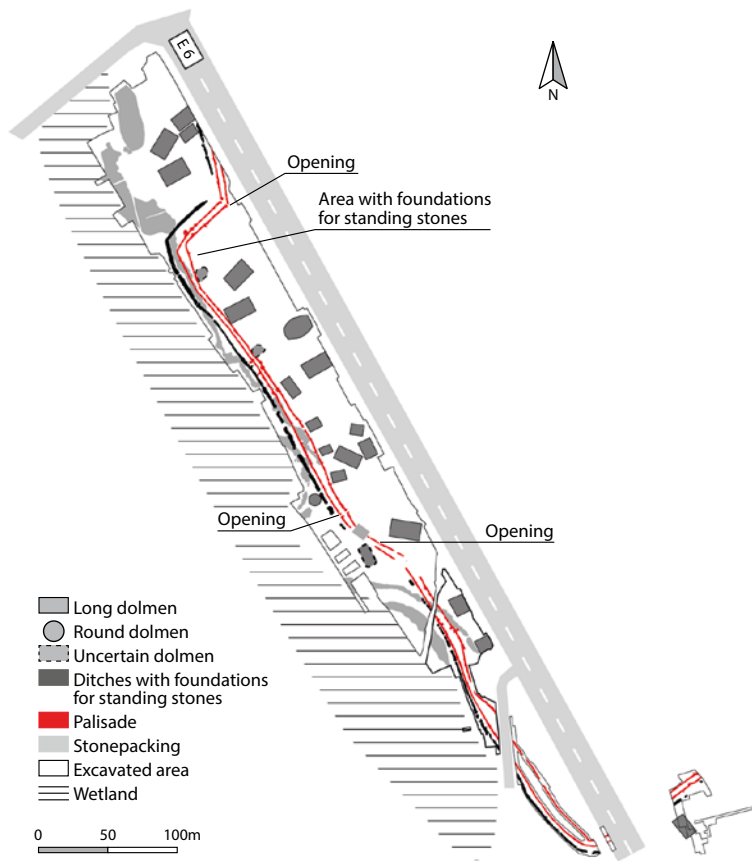 E6
N
Opening
Area with foundations
for standing stones
Opening
Opening
Long dolmen
Round dolmen
Uncertain dolmen
Ditches with foundations
for standing stones
Palisade
Stonepacking
Excavated area
Wetland
0 50 100m